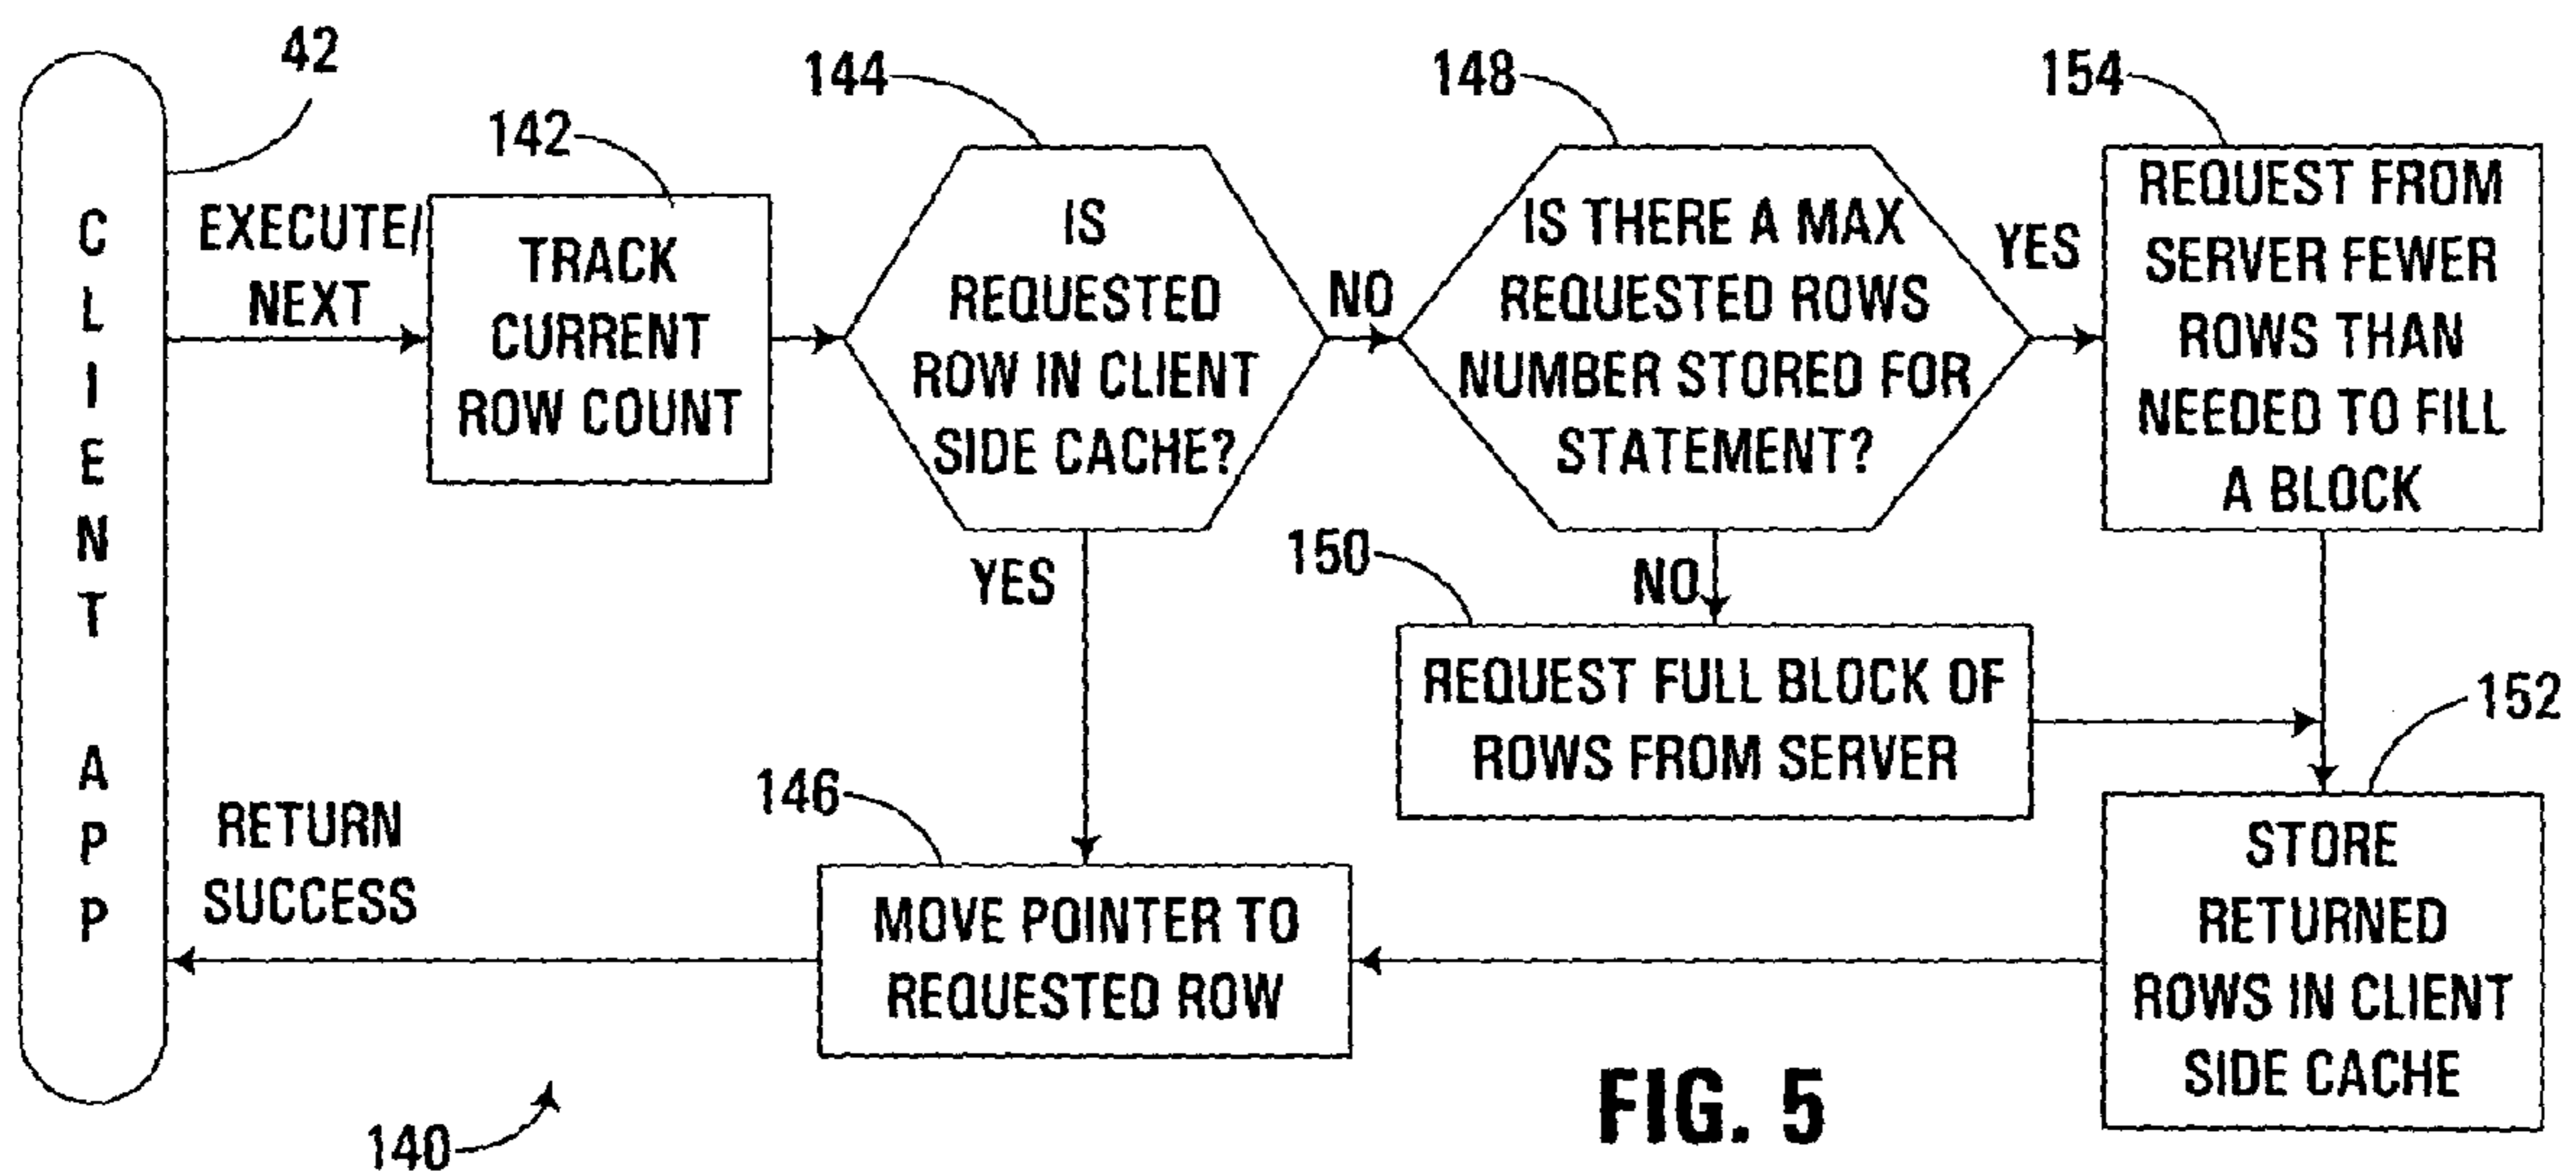 42
CLIENT APP
EXECUTE/
NEXT
142
TRACK
CURRENT
ROW COUNT
144
IS
REQUESTED
ROW IN CLIENT
SIDE CACHE?
NO
YES
148
IS THERE A MAX
REQUESTED ROWS
NUMBER STORED FOR
STATEMENT?
YES
NO
154
REQUEST FROM
SERVER FEWER
ROWS THAN
NEEDED TO FILL
A BLOCK
150
REQUEST FULL BLOCK OF
ROWS FROM SERVER
152
STORE
RETURNED
ROWS IN CLIENT
SIDE CACHE
146
MOVE POINTER TO
REQUESTED ROW
RETURN
SUCCESS
140
FIG. 5